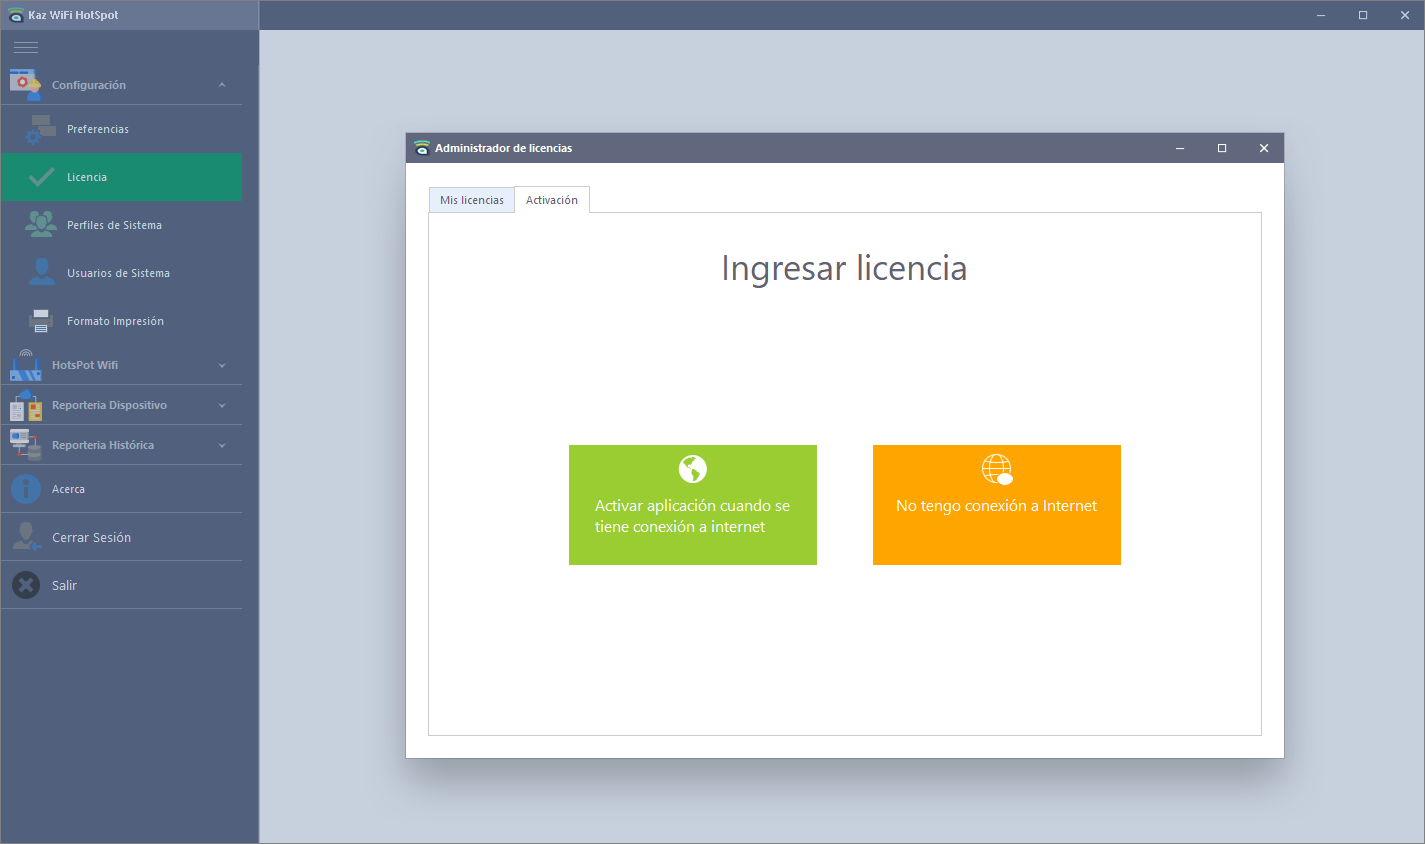 Kaz WiFi HotSpot
Configuración
Preferencias
Licencia
Perfiles de Sistema
Usuarios de Sistema
Formato Impresión
HotsPot Wifi
Reporteria Dispositivo
Reporteria Histórica
Acerca
Cerrar Sesión
Salir
Administrador de licencias
Mis licencias
Activación
Ingresar licencia
Activar aplicación cuando se
tiene conexión a internet
No tengo conexión a Internet